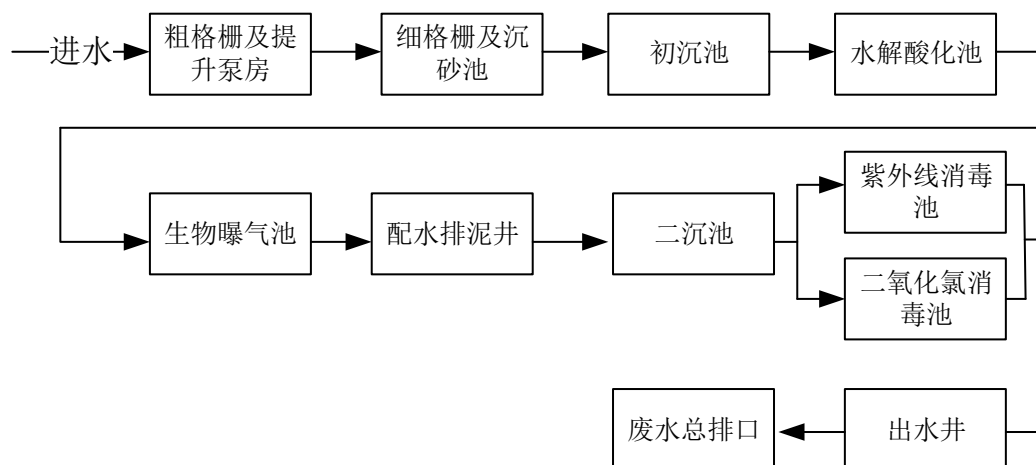 进水
粗格栅及提
升泵房
细格栅及沉
砂池
初沉池
水解酸化池
生物曝气池
配水排泥井
二沉池
紫外线消毒
池
二氧化氯消
毒池
废水总排口
出水井